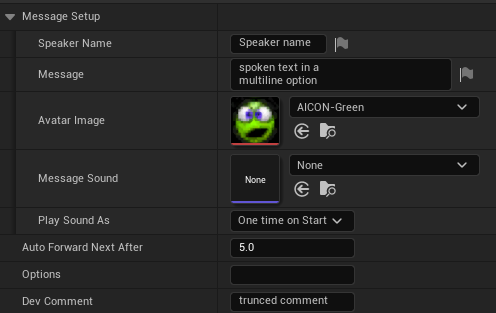 Message Setup
Speaker Name
Speaker name
Message
spoken text in a
multiline option
Avatar Image
AICON-Green
Message Sound
None
None
Play Sound As
One time on Start
Auto Forward Next After
5.0
Options
Dev Comment
trunced comment